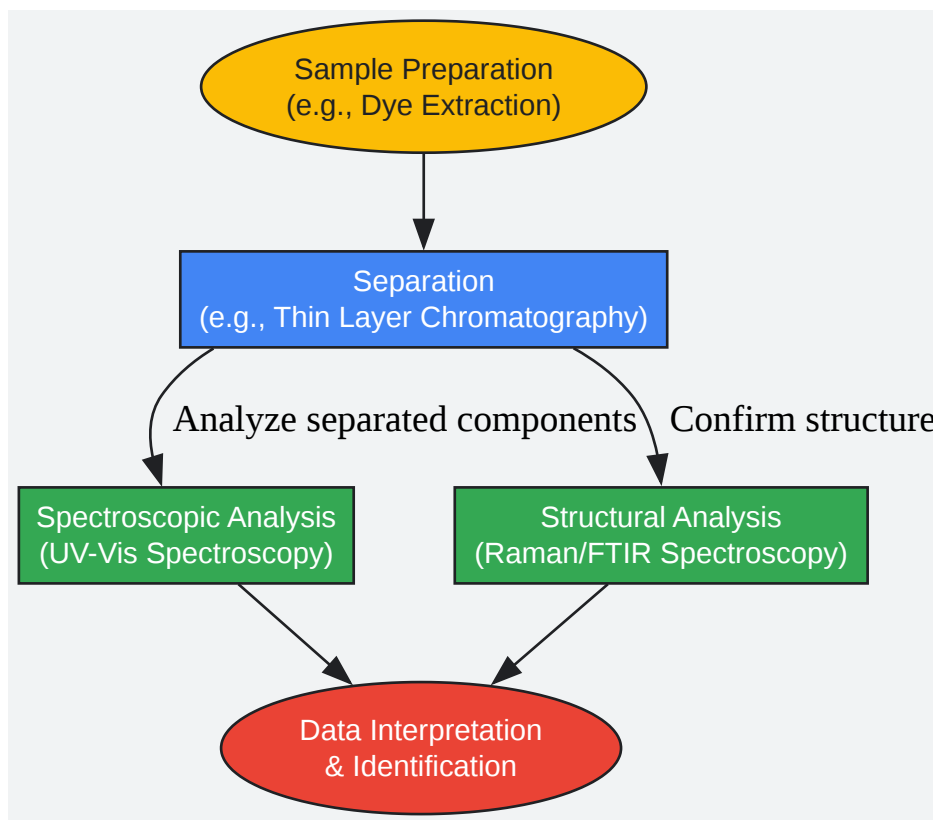 Sample Preparation
(e.g., Dye Extraction)
Separation
(e.g., Thin Layer Chromatography)
Analyze separated components
Confirm structure
Spectroscopic Analysis
(UV-Vis Spectroscopy)
Structural Analysis
(Raman/FTIR Spectroscopy)
Data Interpretation
& Identification